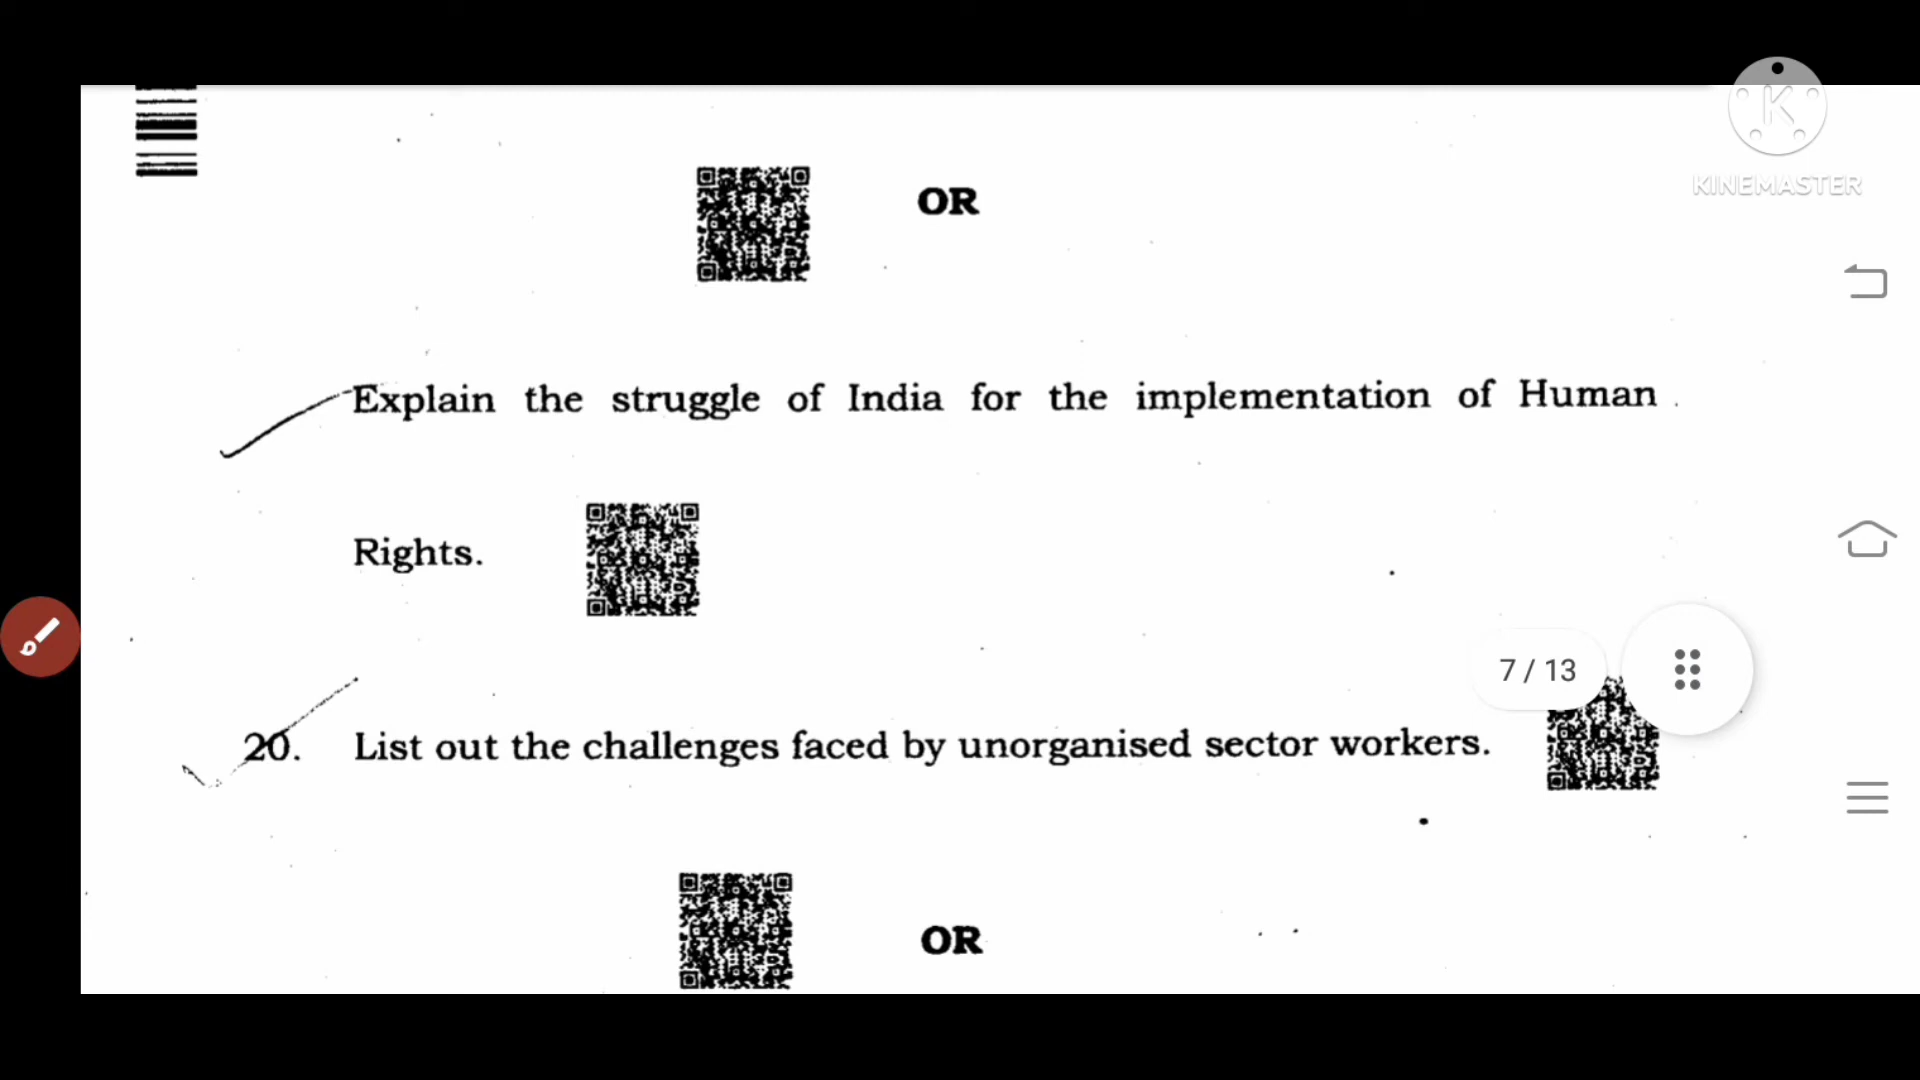 KINEMASTER
OR
Explain the struggle of India for the implementation of Human
Rights.
7 / 13
20. List out the challenges faced by unorganised sector workers.
OR